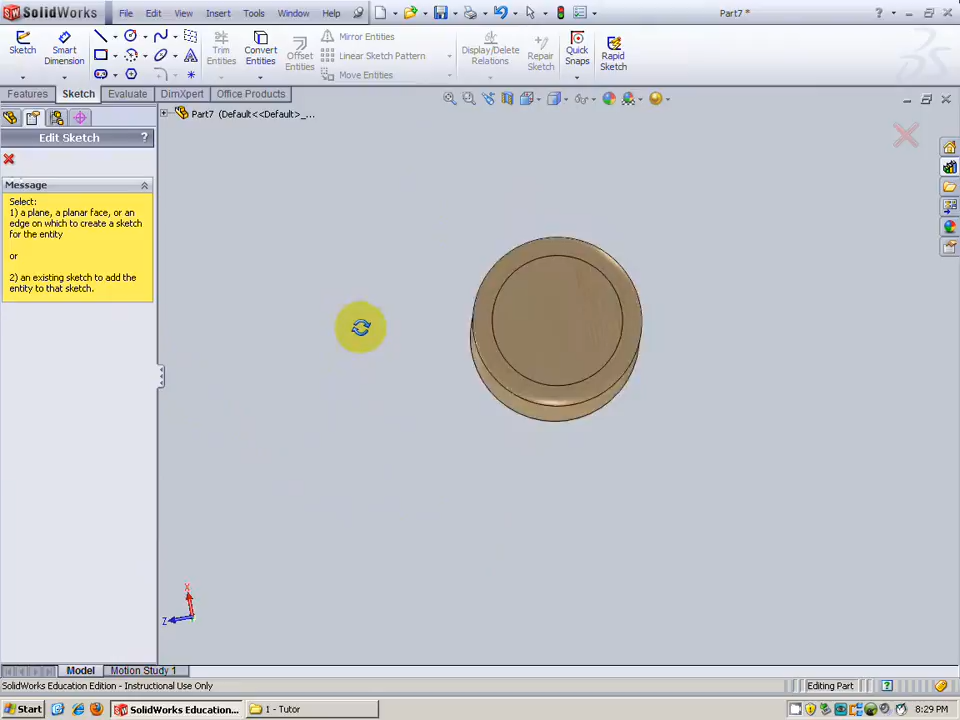 SolidWorks
File Edit View Insert Tools Window Help
Part7 *
Sketch
Smart Dimension
Trim Entities
Convert Entities
Offset Entities
Mirror Entities
Linear Sketch Pattern
Move Entities
Display/Delete Relations
Repair Sketch
Quick Snaps
Rapid Sketch
Features Sketch Evaluate DimXpert Office Products
Part7 (Default<<Default>_...
Edit Sketch ?
Message
Select:
1) a plane, a planar face, or an
edge on which to create a sketch
for the entity
or
2) an existing sketch to add the
entity to that sketch.
X
Z
Model Motion Study 1
SolidWorks Education Edition - Instructional Use Only
Editing Part
Start
SolidWorks Education...
1 - Tutor
8:29 PM